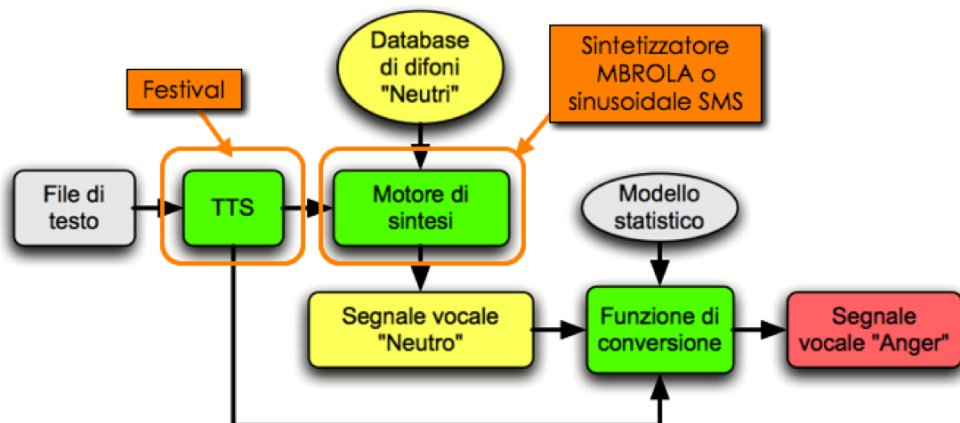 Database
di difoni
"Neutri"
Sintetizzatore
MBROLA o
sinusoidale SMS
Festival
File di
testo
TTS
Motore di
sintesi
Modello
statistico
Segnale vocale
"Neutro"
Funzione di
conversione
Segnale
vocale "Anger"